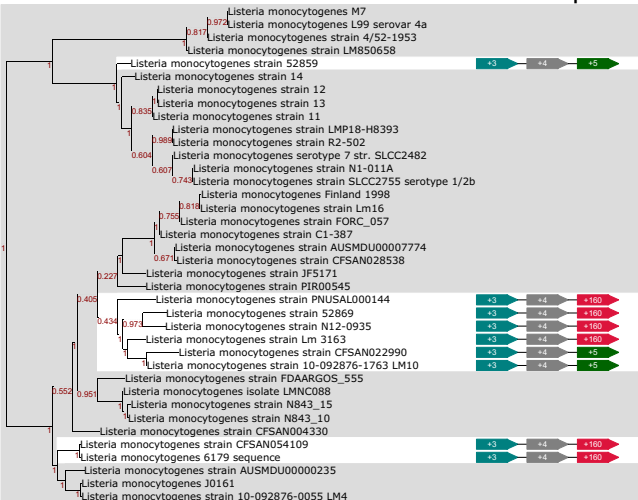 Listeria monocytogenes M7
0.972 Listeria monocytogenes L99 serovar 4a
0.817 Listeria monocytogenes strain 4/52-1953
Listeria monocytogenes strain LM850658
1 Listeria monocytogenes strain 52859 +3 +4 +5
1 Listeria monocytogenes strain 14
Listeria monocytogenes strain 12
1 Listeria monocytogenes strain 13
0.835 Listeria monocytogenes strain 11
1 Listeria monocytogenes strain LMP18-H8393
0.989 Listeria monocytogenes strain R2-502
0.604 Listeria monocytogenes serotype 7 str. SLCC2482
0.607 Listeria monocytogenes strain N1-011A
0.743 Listeria monocytogenes strain SLCC2755 serotype 1/2b
Listeria monocytogenes Finland 1998
0.818 Listeria monocytogenes strain Lm16
0.755 Listeria monocytogenes strain FORC_057
1 Listeria monocytogenes strain C1-387
1 Listeria monocytogenes strain AUSMDU00007774
1 0.671 Listeria monocytogenes strain CFSAN028538
0.227 Listeria monocytogenes strain JF5171
Listeria monocytogenes strain PIR00545
0.405 Listeria monocytogenes strain PNUSAL000144 +3 +4 +160
Listeria monocytogenes strain 52869 +3 +4 +160
0.434 0.973 Listeria monocytogenes strain N12-0935 +3 +4 +160
1 Listeria monocytogenes strain Lm 3163 +3 +4 +160
1 Listeria monocytogenes strain CFSAN022990 +3 +4 +5
1 1 Listeria monocytogenes strain 10-092876-1763 LM10 +3 +4 +5
Listeria monocytogenes strain FDAARGOS_555
0.552 0.951 Listeria monocytogenes isolate LMNC088
1 Listeria monocytogenes strain N843_15
1 Listeria monocytogenes strain N843_10
1 Listeria monocytogenes strain CFSAN004330
1 Listeria monocytogenes strain CFSAN054109 +3 +4 +160
1 Listeria monocytogenes 6179 sequence +3 +4 +160
1 Listeria monocytogenes strain AUSMDU00000235
1 Listeria monocytogenes J0161
1 Listeria monocytogenes strain 10-092876-0055 LM4